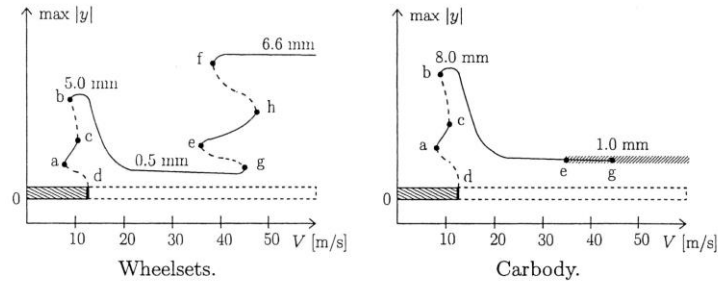 max |y|
6.6 mm
f
5.0 mm
b
h
c
e
0.5 mm
a
g
d
0
10 20 30 40 50 V [m/s]
Wheelsets.
max |y|
8.0 mm
b
c
a
1.0 mm
e g
d
0
10 20 30 40 50 V [m/s]
Carbody.